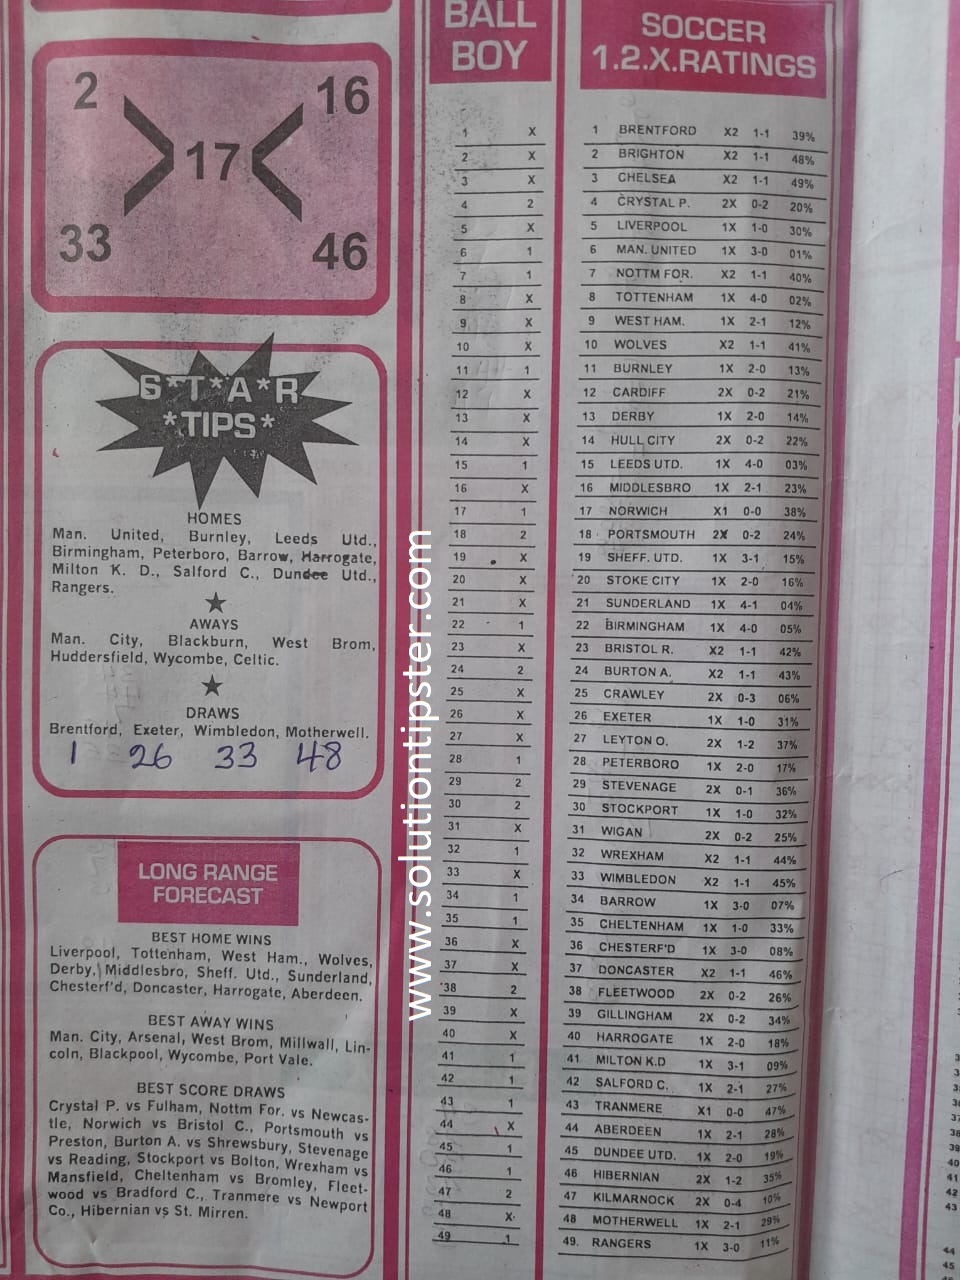 2
16
17
33
46
6*T*A*R
*TIPS*
HOMES
Man. United, Burnley, Leeds Utd.,
Birmingham, Peterboro, Barrow, Harrogate,
Milton K. D., Salford C., Dundee Utd.,
Rangers.
AWAYS
Man. City, Blackburn, West Brom,
Huddersfield, Wycombe, Celtic.
DRAWS
Brentford, Exeter, Wimbledon, Motherwell.
1 26 33 48
LONG RANGE
FORECAST
BEST HOME WINS
Liverpool, Tottenham, West Ham., Wolves,
Derby, Middlesbro, Sheff. Utd., Sunderland,
Chesterf'd, Doncaster, Harrogate, Aberdeen.
BEST AWAY WINS
Man. City, Arsenal, West Brom, Millwall, Lin-
coln, Blackpool, Wycombe, Port Vale.
BEST SCORE DRAWS
Crystal P. vs Fulham, Nottm For. vs Newcas-
tle, Norwich vs Bristol C., Portsmouth vs
Preston, Burton A. vs Shrewsbury, Stevenage
vs Reading, Stockport vs Bolton, Wrexham vs
Mansfield, Cheltenham vs Bromley, Fleet-
wood vs Bradford C., Tranmere vs Newport
Co., Hibernian vs St. Mirren.
BALL
BOY
1 X
2 X
3 X
4 2
5 X
6 1
7 1
8 X
9 X
10 X
11 1
12 X
13 X
14 X
15 1
16 X
17 1
18 2
19 X
20 X
21 X
22 1
23 X
24 2
25 X
26 X
27 X
28 1
29 2
30 2
31 X
32 1
33 X
34 1
35 1
36 X
37 X
38 2
39 X
40 X
41 1
42 1
43 1
44 X
45 1
46 1
47 2
48 X
49 1
www.solutiontipster.com
SOCCER
1.2.X.RATINGS
1 BRENTFORD X2 1-1 39%
2 BRIGHTON X2 1-1 48%
3 CHELSEA X2 1-1 49%
4 CRYSTAL P. 2X 0-2 20%
5 LIVERPOOL 1X 1-0 30%
6 MAN. UNITED 1X 3-0 01%
7 NOTTM FOR. X2 1-1 40%
8 TOTTENHAM 1X 4-0 02%
9 WEST HAM. 1X 2-1 12%
10 WOLVES X2 1-1 41%
11 BURNLEY 1X 2-0 13%
12 CARDIFF 2X 0-2 21%
13 DERBY 1X 2-0 14%
14 HULL CITY 2X 0-2 22%
15 LEEDS UTD. 1X 4-0 03%
16 MIDDLESBRO 1X 2-1 23%
17 NORWICH X1 0-0 38%
18 PORTSMOUTH 2X 0-2 24%
19 SHEFF. UTD. 1X 3-1 15%
20 STOKE CITY 1X 2-0 16%
21 SUNDERLAND 1X 4-1 04%
22 BIRMINGHAM 1X 4-0 05%
23 BRISTOL R. X2 1-1 42%
24 BURTON A. X2 1-1 43%
25 CRAWLEY 2X 0-3 06%
26 EXETER 1X 1-0 31%
27 LEYTON O. 2X 1-2 37%
28 PETERBORO 1X 2-0 17%
29 STEVENAGE 2X 0-1 36%
30 STOCKPORT 1X 1-0 32%
31 WIGAN 2X 0-2 25%
32 WREXHAM X2 1-1 44%
33 WIMBLEDON X2 1-1 45%
34 BARROW 1X 3-0 07%
35 CHELTENHAM 1X 1-0 33%
36 CHESTERF'D 1X 3-0 08%
37 DONCASTER X2 1-1 46%
38 FLEETWOOD 2X 0-2 26%
39 GILLINGHAM 2X 0-2 34%
40 HARROGATE 1X 2-0 18%
41 MILTON K.D 1X 3-1 09%
42 SALFORD C. 1X 2-1 27%
43 TRANMERE X1 0-0 47%
44 ABERDEEN 1X 2-1 28%
45 DUNDEE UTD. 1X 2-0 19%
46 HIBERNIAN 2X 1-2 35%
47 KILMARNOCK 2X 0-4 10%
48 MOTHERWELL 1X 2-1 29%
49. RANGERS 1X 3-0 11%
40
41
42
43
44
45